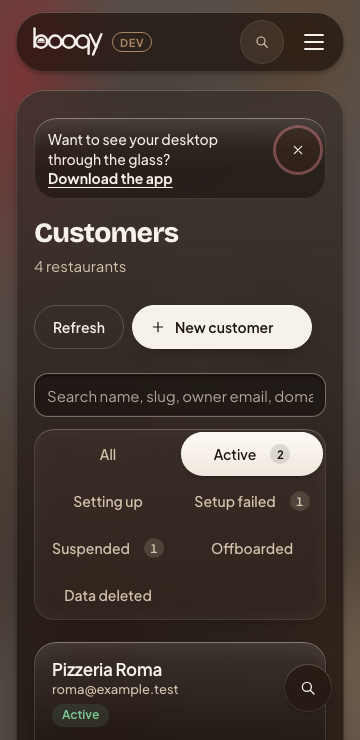 booqy DEV
Want to see your desktop
through the glass?
Download the app
Customers
4 restaurants
Refresh
New customer
Search name, slug, owner email, doma
All
Active 2
Setting up
Setup failed 1
Suspended 1
Offboarded
Data deleted
Pizzeria Roma
roma@example.test
Active